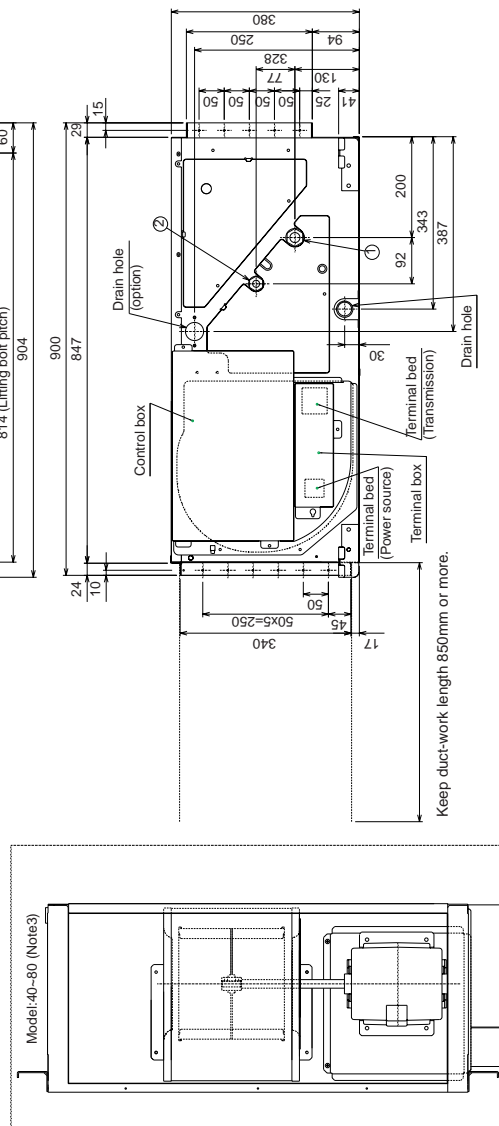 814 (Lifting bolt pitch)
60
904
900
847
29
15
24
10
380
250
94
328
77
130
50
50
50
50
25
41
200
343
387
92
30
①
②
Drain hole
(option)
Control box
Drain hole
Terminal bed
(Transmission)
Terminal box
Terminal bed
(Power source)
50x5=250
50
45
340
17
Keep duct-work length 850mm or more.
Model:40~80 (Note3)